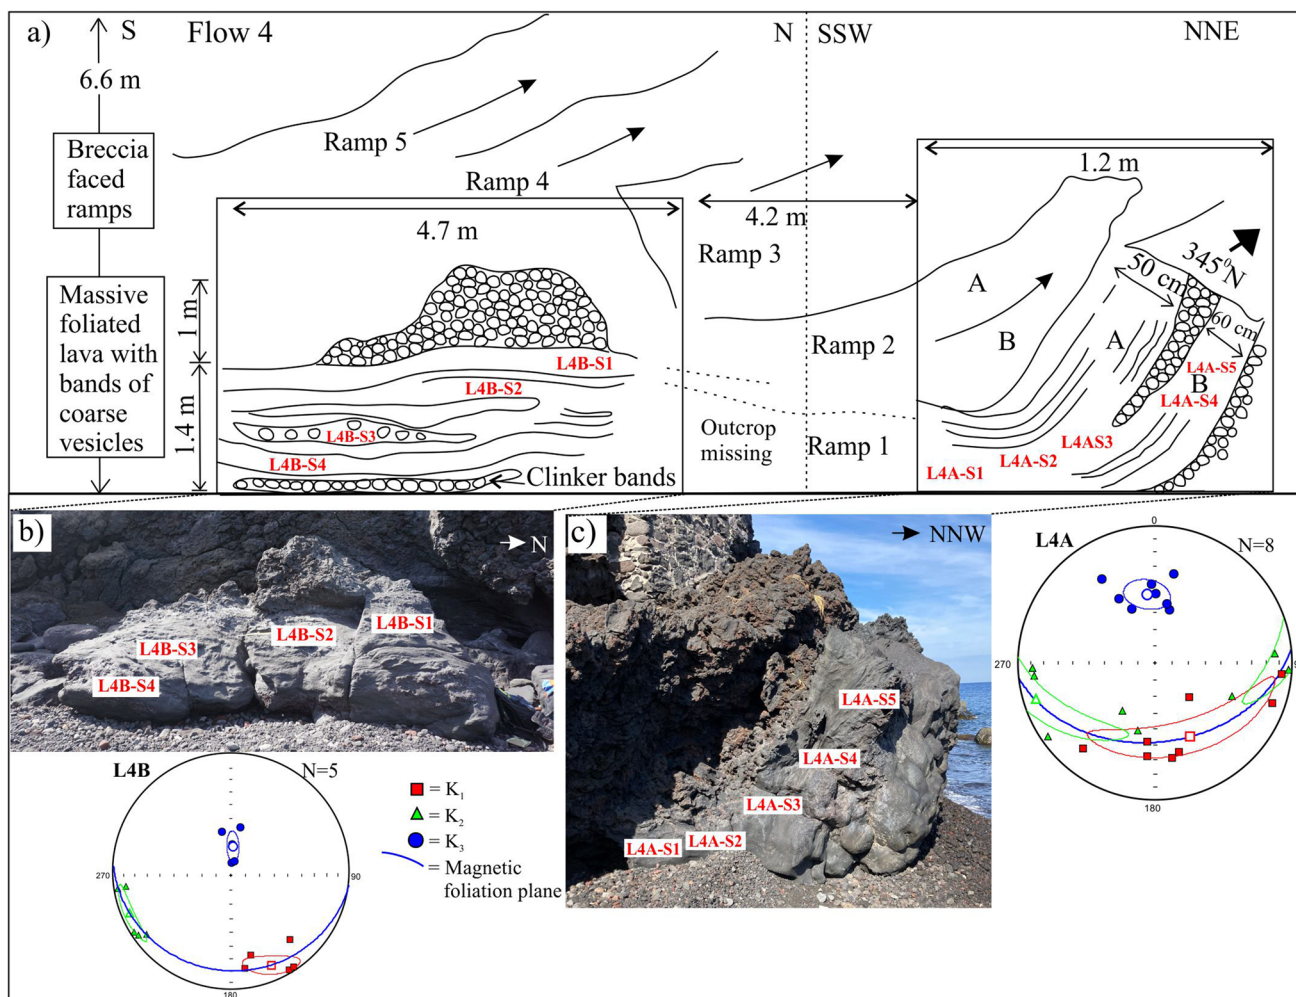 a)
S
Flow 4
N
SSW
NNE
6.6 m
Breccia
faced
ramps
Massive
foliated
lava with
bands of
coarse
vesicles
Ramp 5
Ramp 4
Ramp 3
Ramp 2
Ramp 1
4.7 m
4.2 m
1.2 m
1 m
1.4 m
L4B-S1
L4B-S2
L4B-S3
L4B-S4
Clinker bands
Outcrop
missing
A
B
A
B
50 cm
60 cm
345⁰N
L4A-S5
L4A-S4
L4AS3
L4A-S2
L4A-S1
b)
N
L4B-S1
L4B-S2
L4B-S3
L4B-S4
c)
NNW
L4A-S5
L4A-S4
L4A-S3
L4A-S2
L4A-S1
L4A
N=8
0
270
9
180
L4B
N=5
270
90
180
= K₁
= K₂
= K₃
= Magnetic
foliation plane